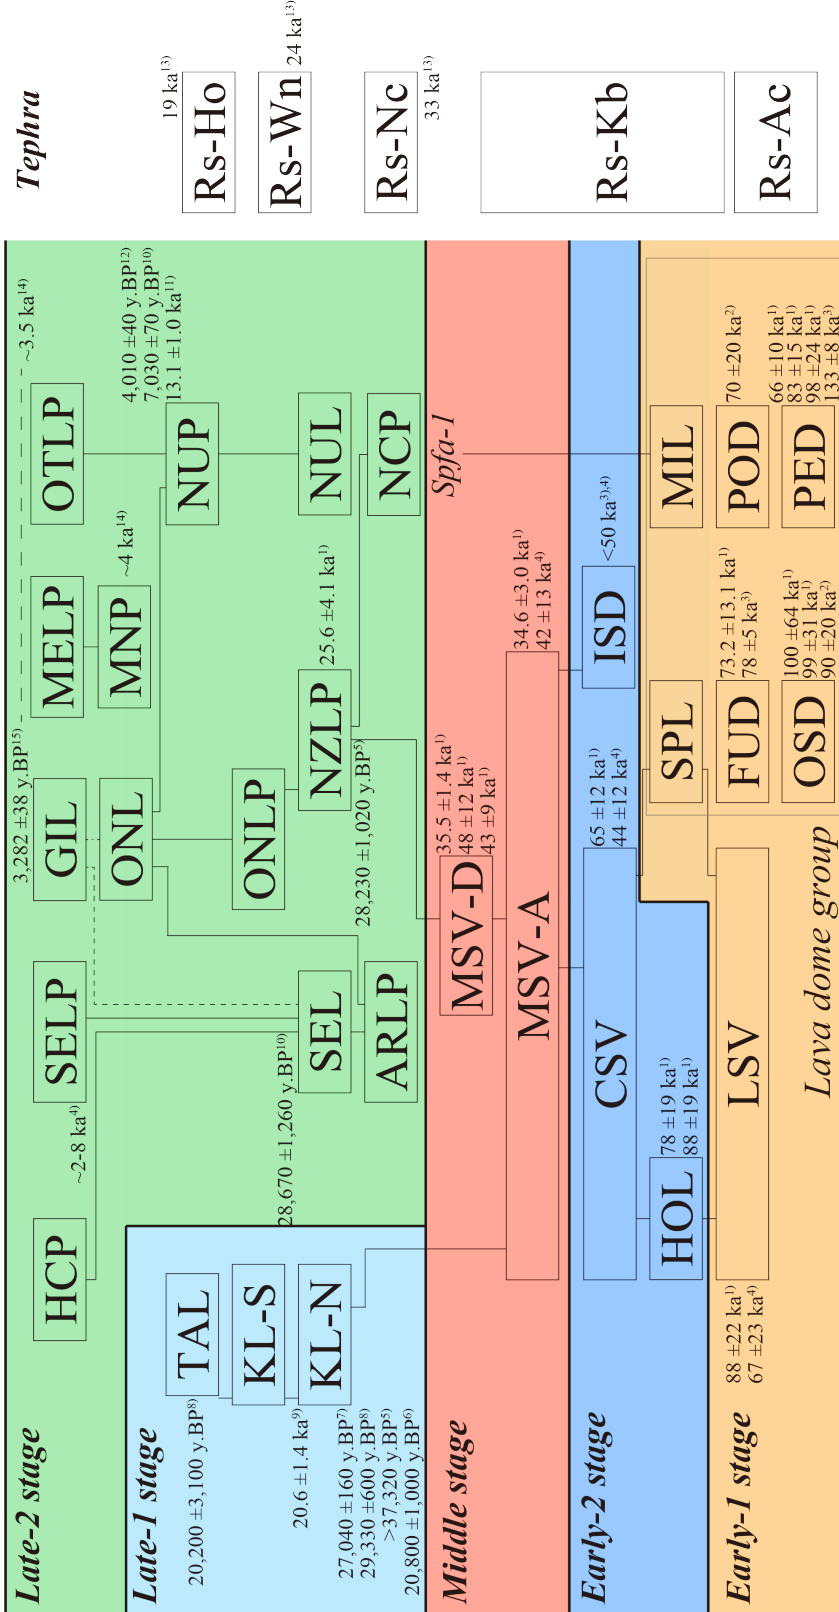 Tephra
Late-2 stage
3,282 ±38 y.BP15)
~3.5 ka14)
HCP
SELP
GIL
MELP
OTLP
~2-8 ka4)
ONL
MNP
~4 ka14)
4,010 ±40 y.BP12)
7,030 ±70 y.BP10)
13.1 ±1.0 ka11)
19 ka13)
Rs-Ho
Late-1 stage
TAL
NUP
20,200 ±3,100 y.BP8)
KL-S
ONLP
24 ka13)
Rs-Wn
28,670 ±1,260 y.BP10)
20.6 ±1.4 ka9)
KL-N
SEL
NZLP
25.6 ±4.1 ka1)
NUL
27,040 ±160 y.BP7)
29,330 ±600 y.BP8)
>37,320 y.BP5)
20,800 ±1,000 y.BP6)
28,230 ±1,020 y.BP5)
ARLP
NCP
Rs-Nc
33 ka13)
Middle stage
Spfa-1
35.5 ±1.4 ka1)
48 ±12 ka1)
43 ±9 ka1)
MSV-D
MSV-A
34.6 ±3.0 ka1)
42 ±13 ka4)
Early-2 stage
CSV
65 ±12 ka1)
44 ±12 ka4)
ISD
<50 ka3),4)
Rs-Kb
HOL
78 ±19 ka1)
88 ±19 ka1)
SPL
MIL
Early-1 stage
88 ±22 ka1)
67 ±23 ka4)
LSV
FUD
73.2 ±13.1 ka1)
78 ±5 ka3)
POD
70 ±20 ka2)
Rs-Ac
Lava dome group
OSD
100 ±64 ka1)
99 ±31 ka1)
90 ±20 ka2)
PED
66 ±10 ka1)
83 ±15 ka1)
98 ±24 ka1)
133 ±8 ka3)